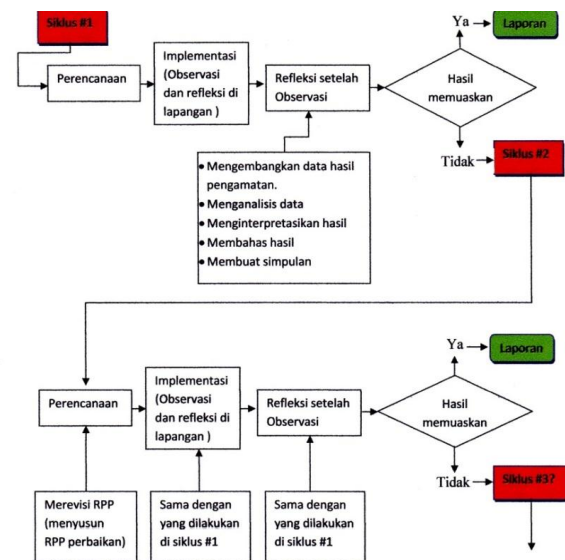 Siklus #1
Ya
Laporan
Perencanaan
Implementasi
(Observasi
dan refleksi di
lapangan )
Refleksi setelah
Observasi
Hasil
memuaskan
Tidak
Siklus #2
• Mengembangkan data hasil
pengamatan.
• Menganalisis data
• Menginterpretasikan hasil
• Membahas hasil
• Membuat simpulan
Ya
Laporan
Perencanaan
Implementasi
(Observasi
dan refleksi di
lapangan )
Refleksi setelah
Observasi
Hasil
memuaskan
Tidak
Siklus #3?
Merevisi RPP
(menyusun
RPP perbaikan)
Sama dengan
yang dilakukan
di siklus #1
Sama dengan
yang dilakukan
di siklus #1